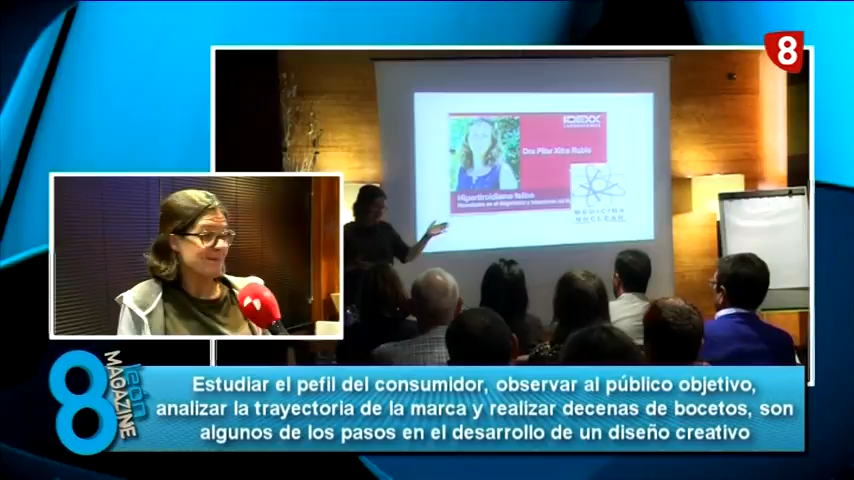 8
IDEXX
LABORATORIES
Dra Pilar Xifra Rubio
Hipertiroidismo felino
MEDICINA
NUCLEAR
8
león
MAGAZINE
Estudiar el pefil del consumidor, observar al público objetivo,
analizar la trayectoria de la marca y realizar decenas de bocetos, son
algunos de los pasos en el desarrollo de un diseño creativo